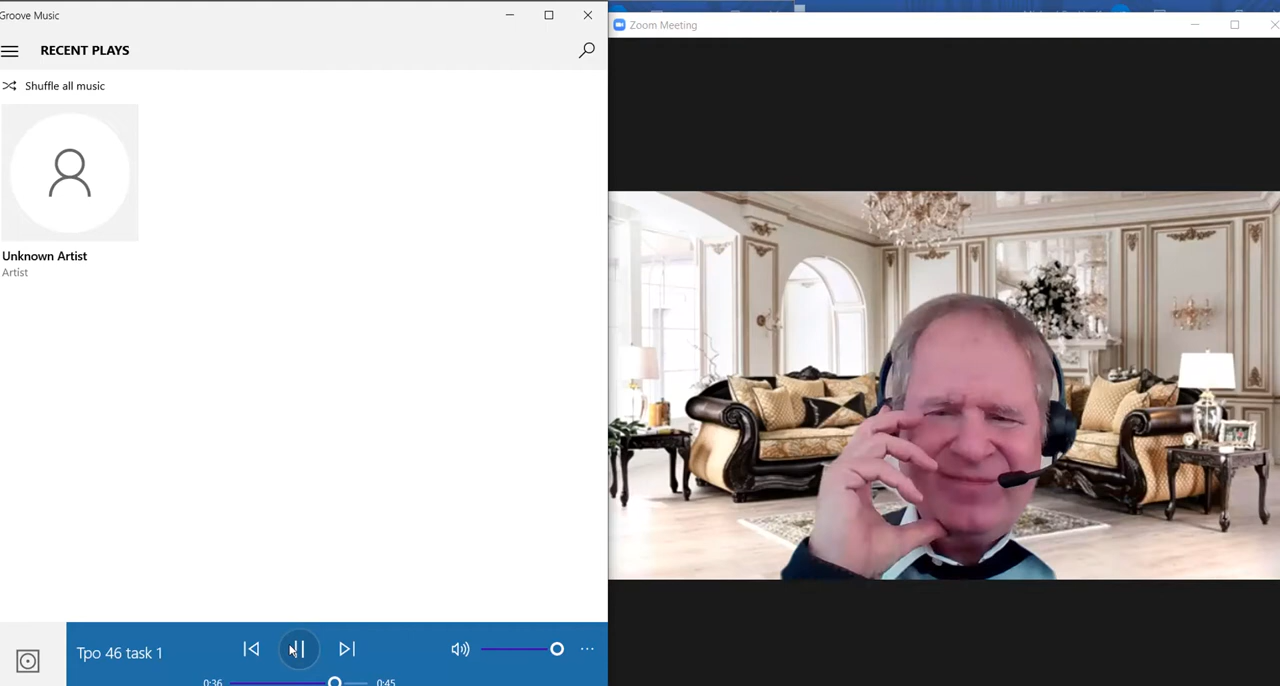 Groove Music
RECENT PLAYS
Shuffle all music
Unknown Artist
Artist
Tpo 46 task 1
0:36
0:45
Zoom Meeting